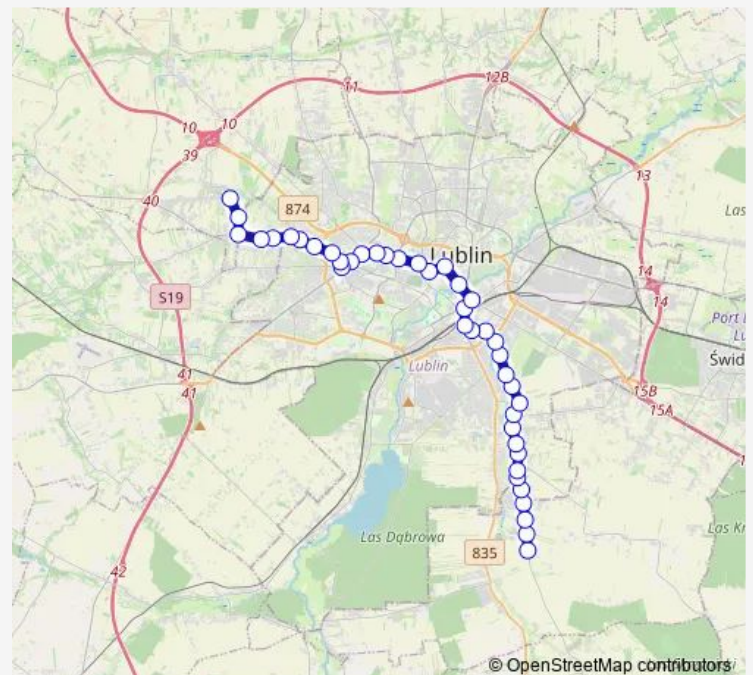 12B
11
10
10
39
13
40
874
Las
Lublin
14
S19
14
Port
Lu
41
Lublin
Świd
41
15B
15A
Las Dąbrowa
Las Kr
835
42
© OpenStreetMap contributors